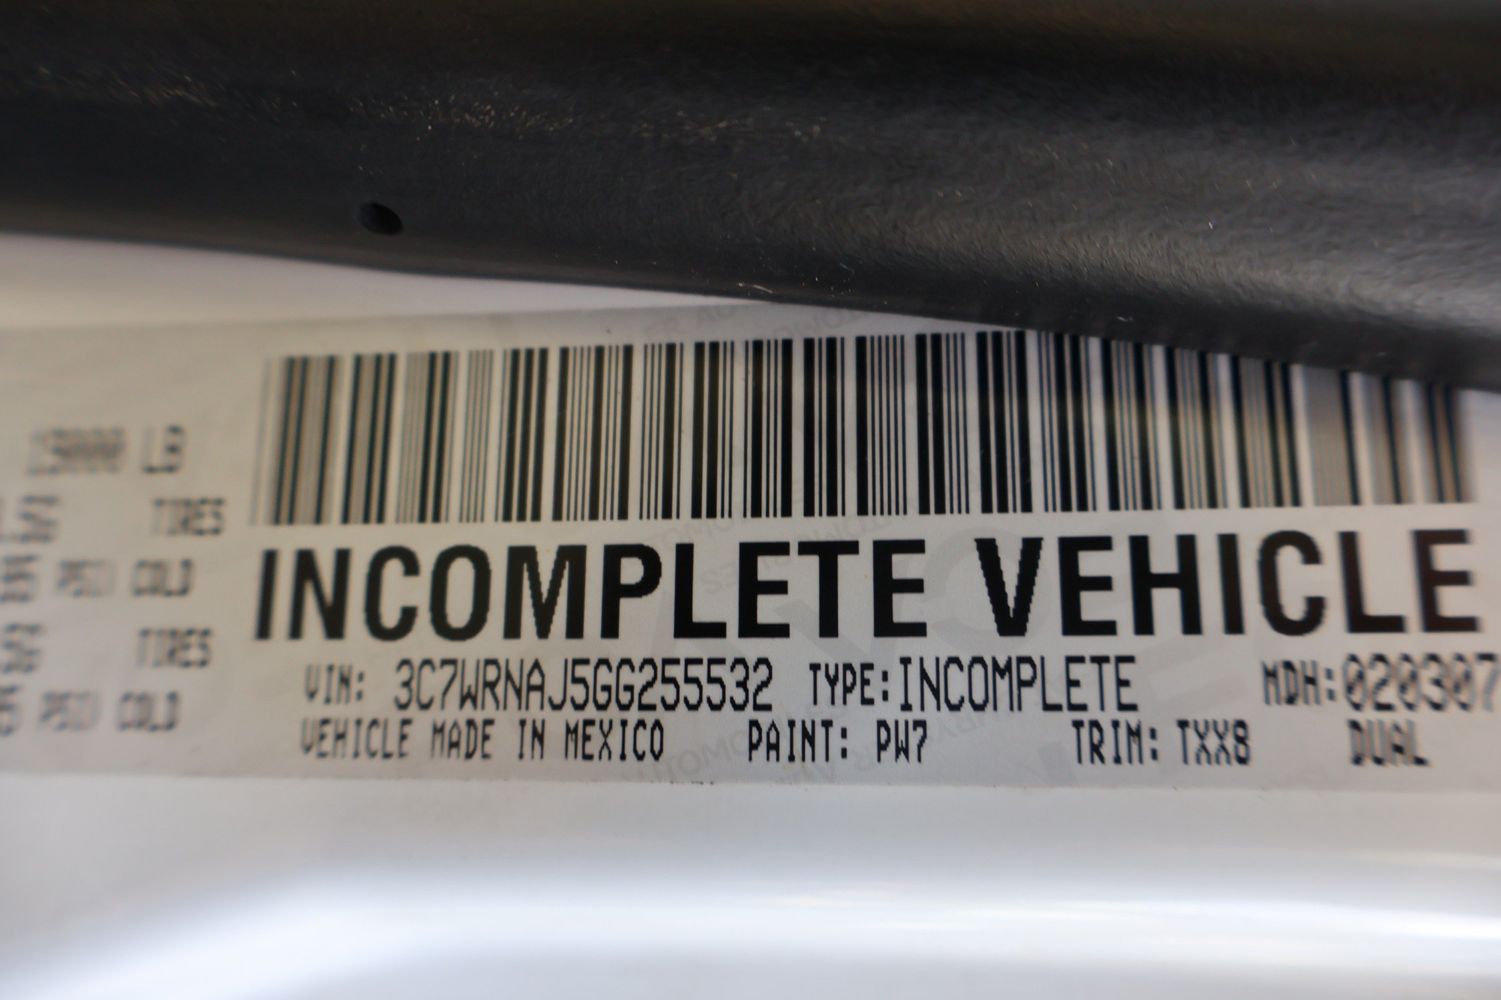 LB
TIRES
PSI COLD
TIRES
PSI COLD
INCOMPLETE VEHICLE
VIN: 3C7WRNAJ5GG255532 TYPE:INCOMPLETE MDH:020307
VEHICLE MADE IN MEXICO PAINT: PW7 TRIM: TXX8 DUAL